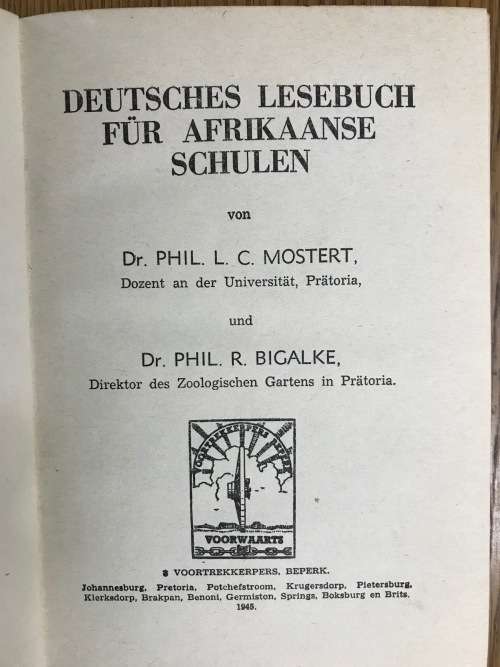 DEUTSCHES LESEBUCH
FÜR AFRIKAANSE
SCHULEN
von
Dr. PHIL. L. C. MOSTERT,
Dozent an der Universität, Prätoria,
und
Dr. PHIL. R. BIGALKE,
Direktor des Zoologischen Gartens in Prätoria.
VOORTREKKERPERS BEPERK
VOORWAARTS
VOORTREKKERPERS, BEPERK.
Johannesburg, Pretoria, Potchefstroom, Krugersdorp, Pietersburg,
Klerksdorp, Brakpan, Benoni, Germiston, Springs, Boksburg en Brits.
1945.